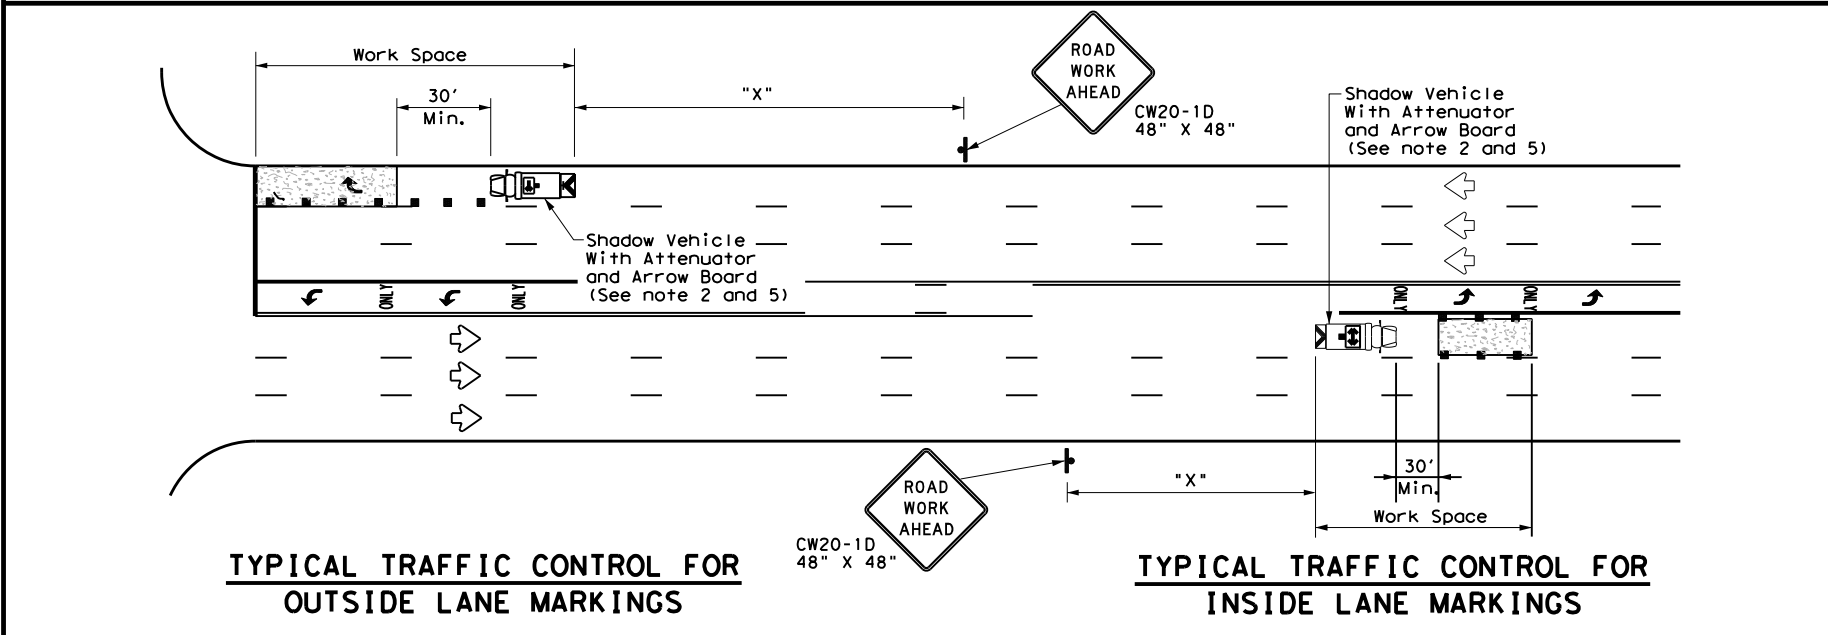 Work Space
30'
Min.
"X"
ROAD
WORK
AHEAD
CW20-1D
48" X 48"
Shadow Vehicle
With Attenuator
and Arrow Board
(See note 2 and 5)
Shadow Vehicle
With Attenuator
and Arrow Board
(See note 2 and 5)
ONLY
ONLY
ONLY
ONLY
ROAD
WORK
AHEAD
CW20-1D
48" X 48"
"X"
30'
Min.
Work Space
TYPICAL TRAFFIC CONTROL FOR
OUTSIDE LANE MARKINGS
TYPICAL TRAFFIC CONTROL FOR
INSIDE LANE MARKINGS